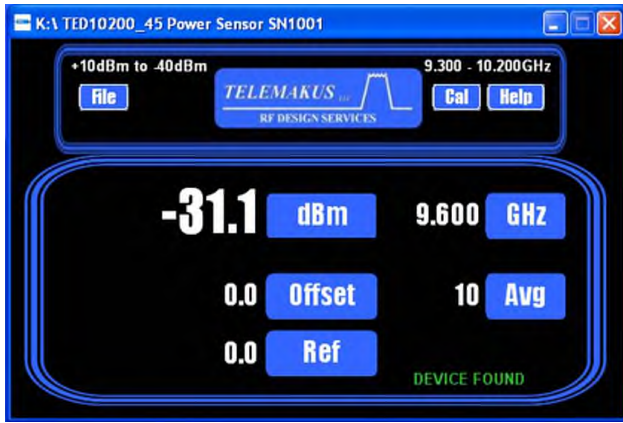 K:\ TED10200_45 Power Sensor SN1001
+10dBm to -40dBm
9.300 - 10.200GHz
File
TELEMAKUS LLC
RF DESIGN SERVICES
Cal Help
-31.1 dBm
9.600 GHz
0.0 Offset
10 Avg
0.0 Ref
DEVICE FOUND